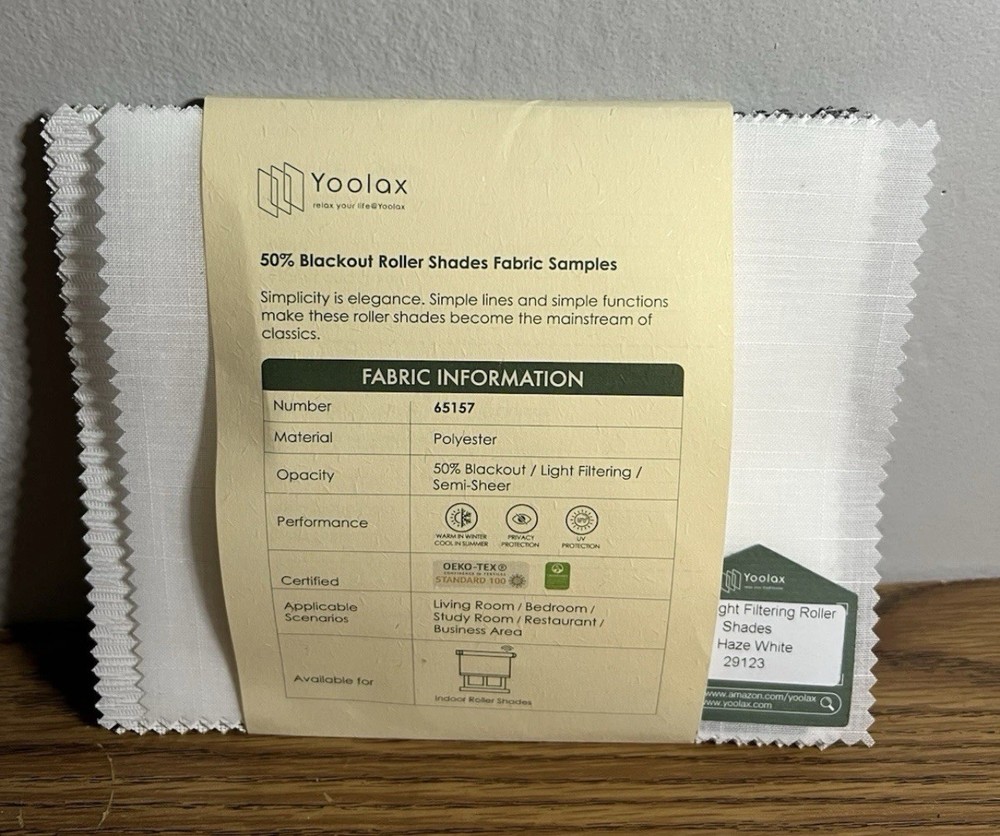 Yoolax
relax your life@Yoolax
50% Blackout Roller Shades Fabric Samples
Simplicity is elegance. Simple lines and simple functions
make these roller shades become the mainstream of
classics.
FABRIC INFORMATION
Number 65157
Material Polyester
Opacity 50% Blackout / Light Filtering /
Semi-Sheer
Performance
WARM IN WINTER
COOL IN SUMMER
PRIVACY
PROTECTION
UV
PROTECTION
Certified OEKO-TEX®
CONFIDENCE IN TEXTILES
STANDARD 100
Applicable
Scenarios
Living Room / Bedroom /
Study Room / Restaurant /
Business Area
Available for
Indoor Roller Shades
Yoolax
ght Filtering Roller
Shades
Haze White
29123
www.amazon.com/yoolax
ww.yoolax.com